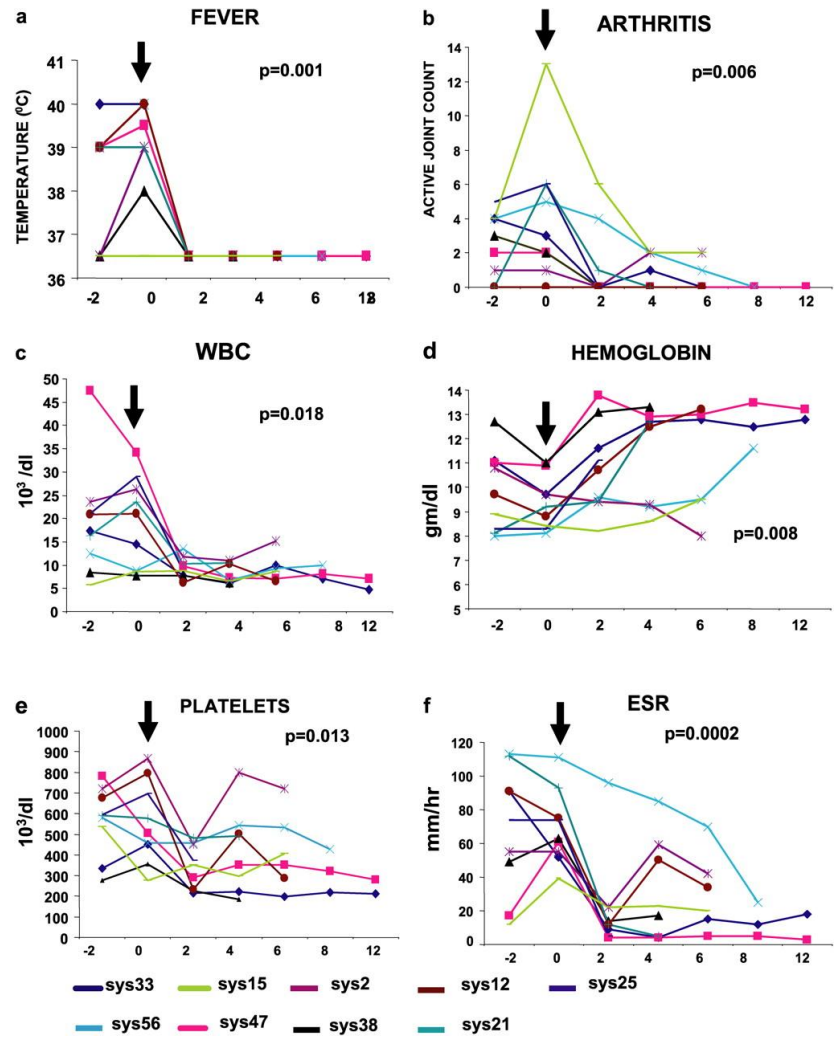 a
FEVER
b
ARTHRITIS
p=0.001
p=0.006
TEMPERATURE (⁰C)
41
40
39
38
37
36
-2 0 2 4 6 8
ACTIVE JOINT COUNT
14
12
10
8
6
4
2
0
-2 0 2 4 6 8 12
c
WBC
d
HEMOGLOBIN
p=0.018
p=0.008
10³ /dl
50
45
40
35
30
25
20
15
10
5
0
-2 0 2 4 6 8 12
gm/dl
14
13
12
11
10
9
8
7
6
5
-2 0 2 4 6 8 12
e
PLATELETS
f
ESR
p=0.013
p=0.0002
10³/dl
1000
900
800
700
600
500
400
300
200
100
0
-2 0 2 4 6 8 12
mm/hr
120
100
80
60
40
20
0
-2 0 2 4 6 8 12
sys33 sys15 sys2 sys12 sys25
sys56 sys47 sys38 sys21